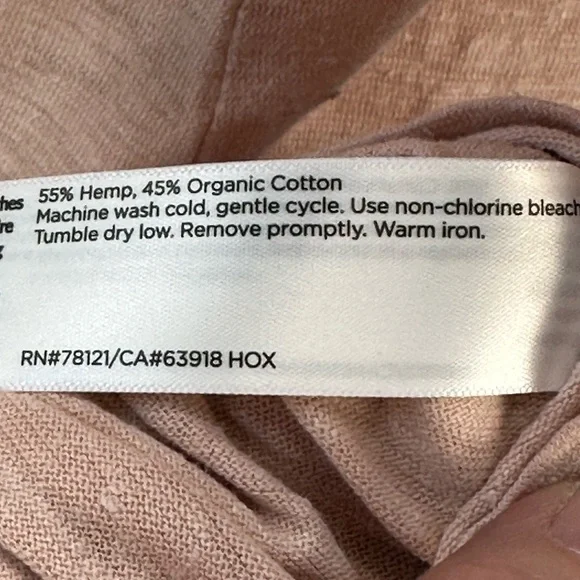 55% Hemp, 45% Organic Cotton
Machine wash cold, gentle cycle. Use non-chlorine bleach
Tumble dry low. Remove promptly. Warm iron.
RN#78121/CA#63918 HOX